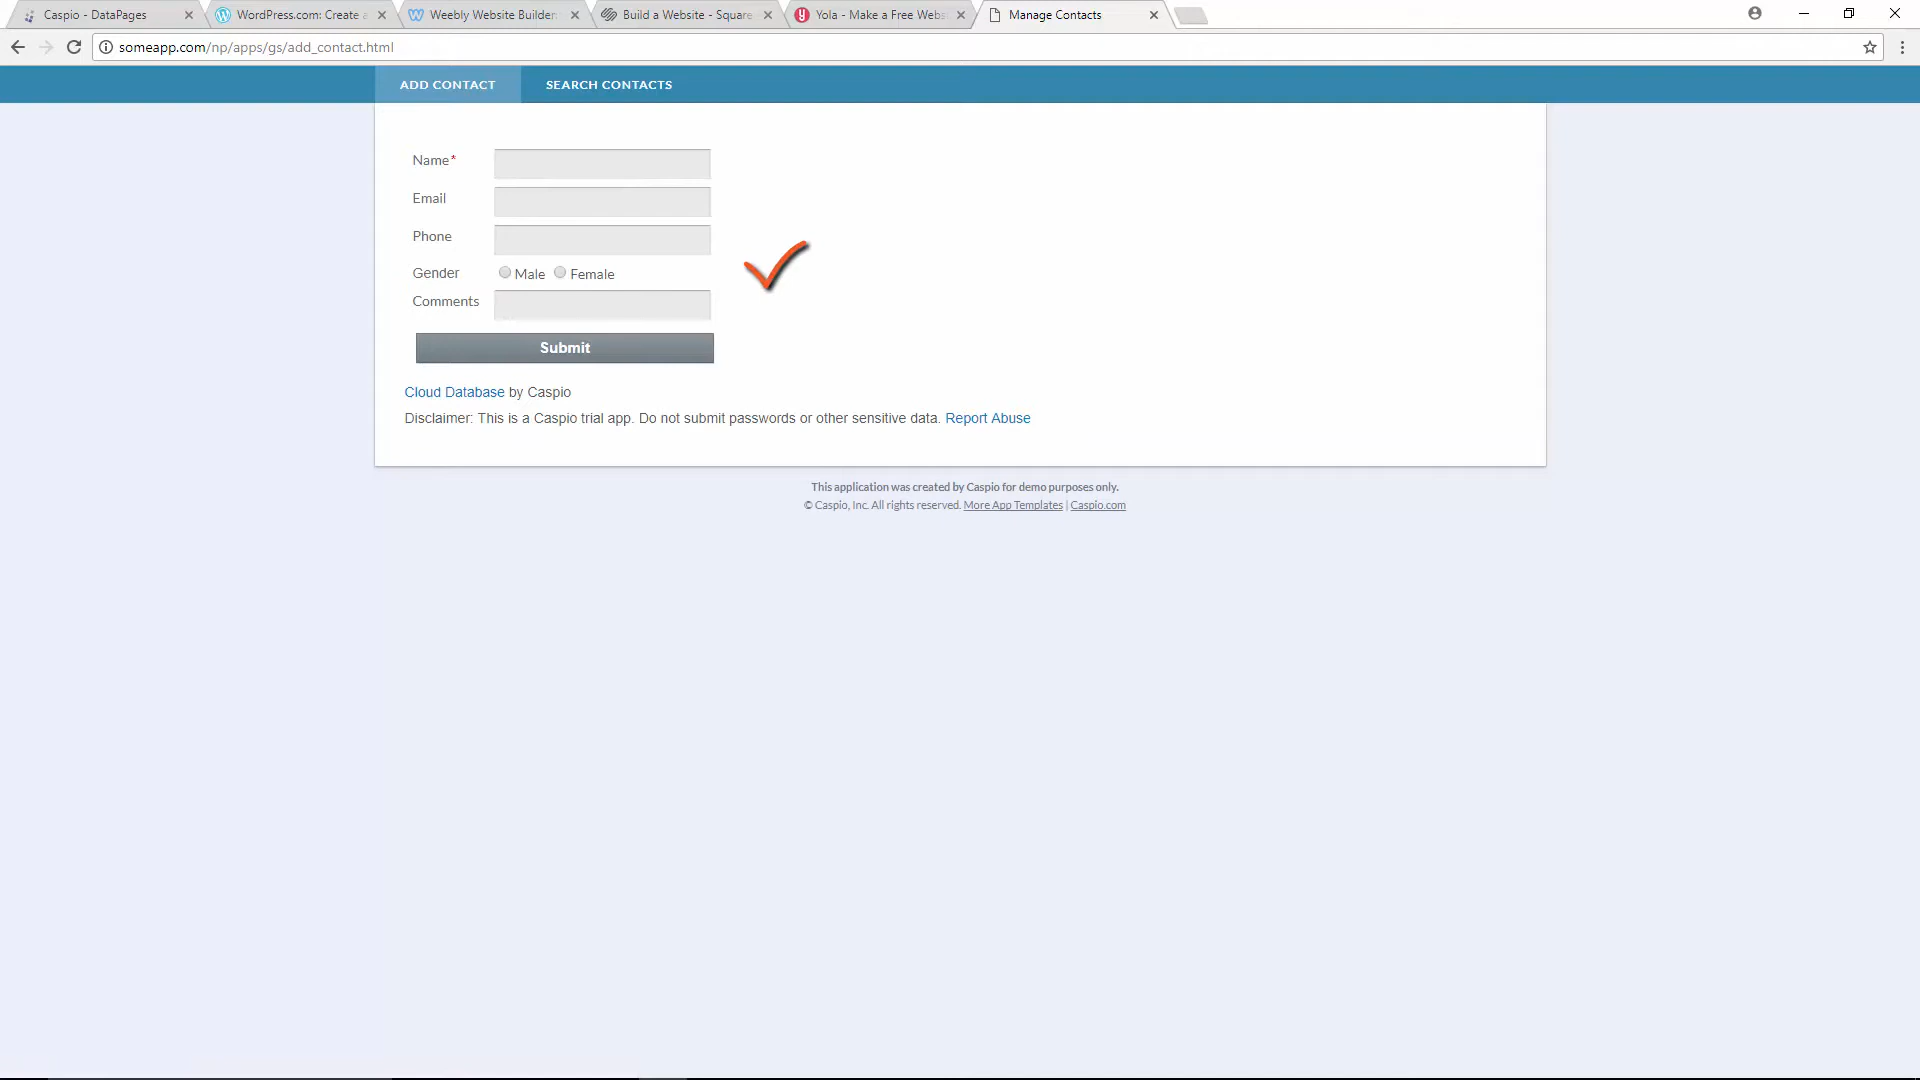 Caspio - DataPages
WordPress.com: Create a
Weebly Website Builder:
Build a Website - Square
Yola - Make a Free Webs
Manage Contacts
someapp.com/np/apps/gs/add_contact.html
ADD CONTACT
SEARCH CONTACTS
Name*
Email
Phone
Gender Male Female
Comments
Submit
Cloud Database by Caspio
Disclaimer: This is a Caspio trial app. Do not submit passwords or other sensitive data. Report Abuse
This application was created by Caspio for demo purposes only.
© Caspio, Inc. All rights reserved. More App Templates | Caspio.com